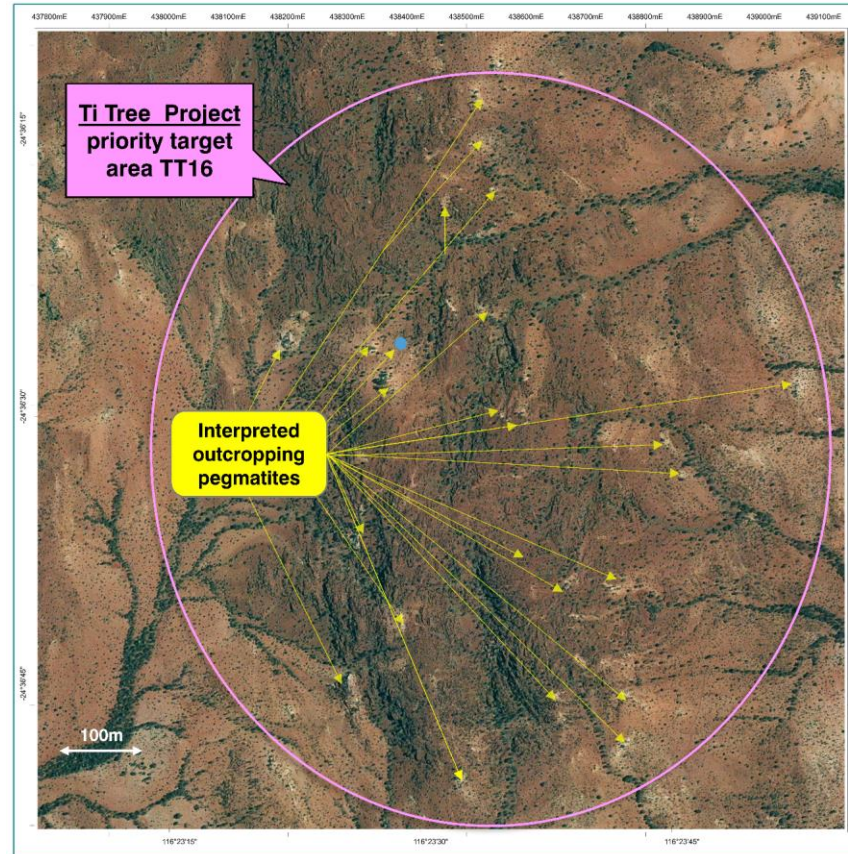 437800mE
437900mE
438000mE
438100mE
438200mE
438300mE
438400mE
438500mE
438600mE
438700mE
438800mE
438900mE
439000mE
439100mE
Ti Tree Project
priority target
area TT16
-24°36'15"
-24°36'30"
Interpreted
outcropping
pegmatites
-24°36'45"
100m
116°23'15"
116°23'30"
116°23'45"